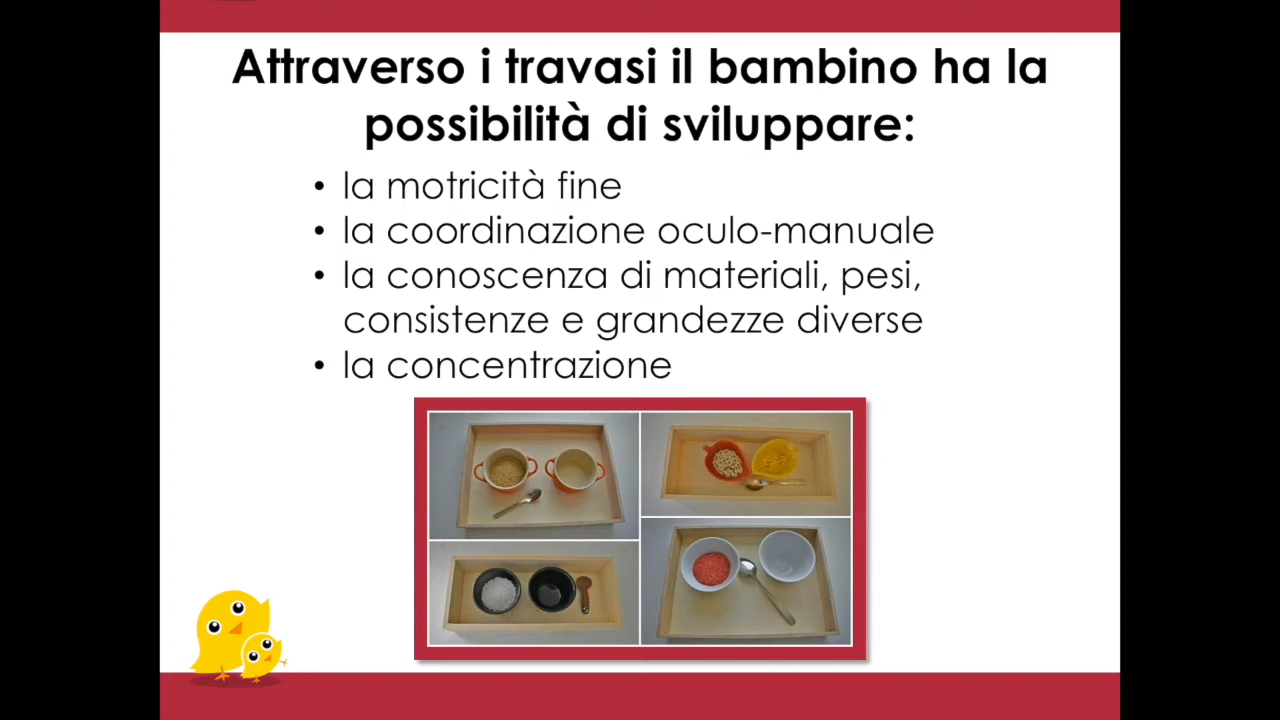 Attraverso i travasi il bambino ha la
possibilità di sviluppare:
• la motricità fine
• la coordinazione oculo-manuale
• la conoscenza di materiali, pesi,
consistenze e grandezze diverse
• la concentrazione